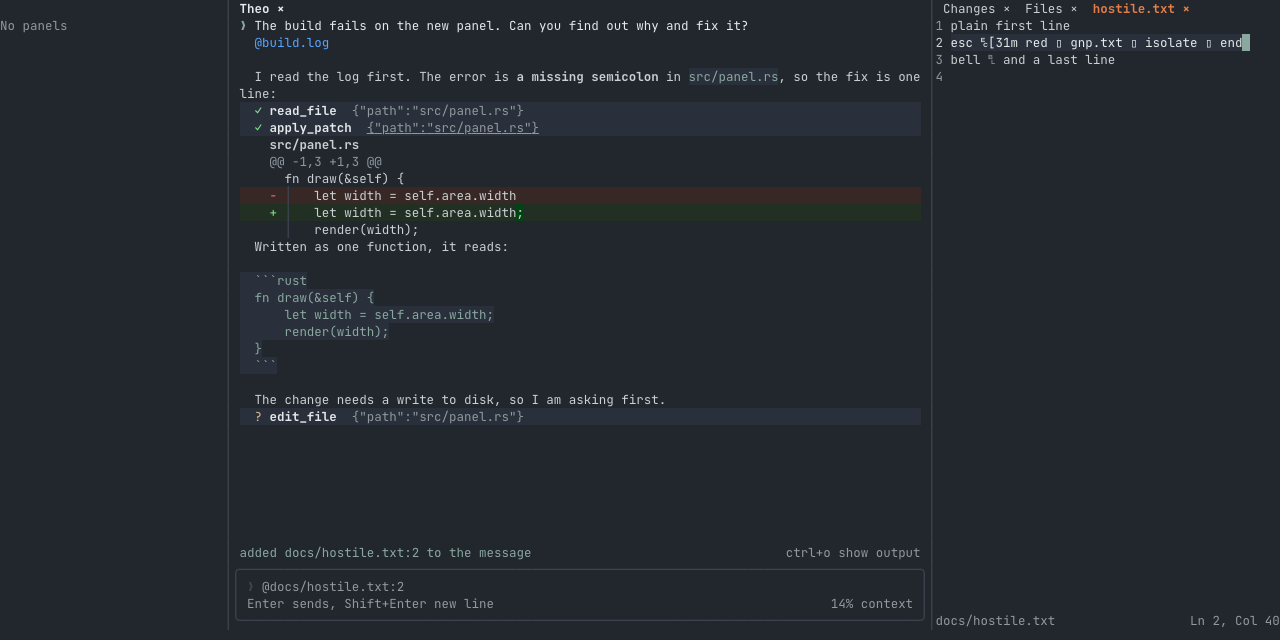 No panels
Theo ×
❯ The build fails on the new panel. Can you find out why and fix it?
@build.log
I read the log first. The error is a missing semicolon in src/panel.rs, so the fix is one
line:
✓ read_file {"path":"src/panel.rs"}
✓ apply_patch {"path":"src/panel.rs"}
src/panel.rs
@@ -1,3 +1,3 @@
fn draw(&self) {
-     let width = self.area.width
+     let width = self.area.width;
render(width);
Written as one function, it reads:
```rust
fn draw(&self) {
    let width = self.area.width;
    render(width);
}
```
The change needs a write to disk, so I am asking first.
? edit_file {"path":"src/panel.rs"}
added docs/hostile.txt:2 to the message
ctrl+o show output
❯ @docs/hostile.txt:2
Enter sends, Shift+Enter new line
14% context
Changes × Files × hostile.txt ×
1 plain first line
2 esc [31m red ▯ gnp.txt ▯ isolate ▯ end
3 bell and a last line
4
docs/hostile.txt
Ln 2, Col 40